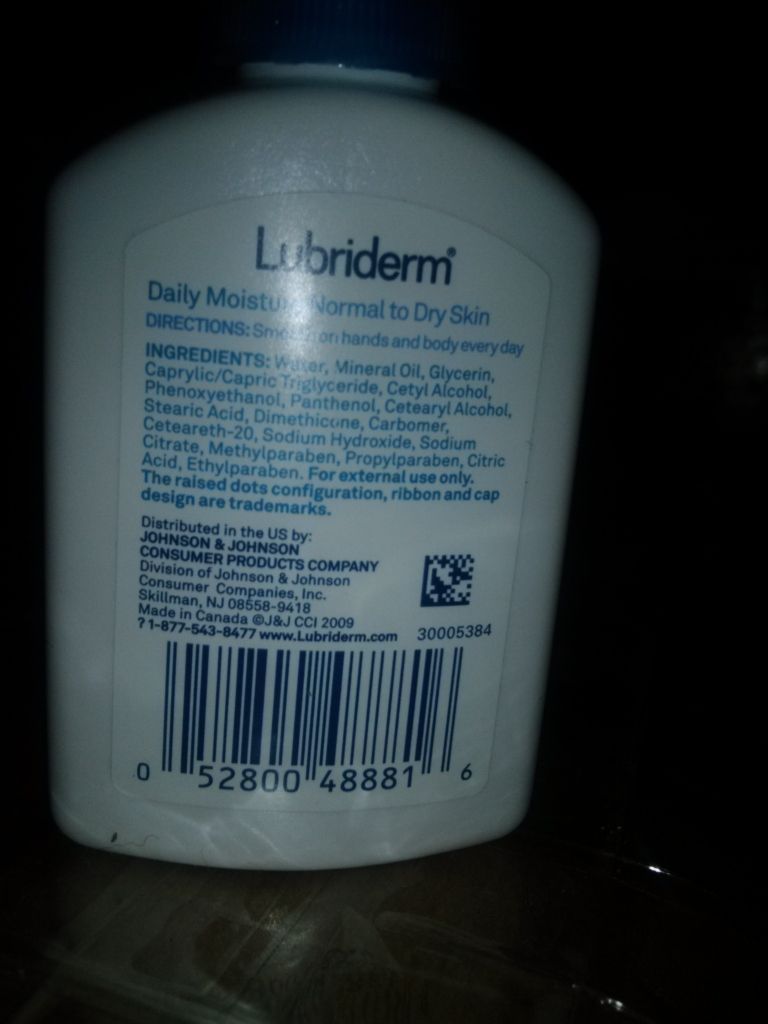 Lubriderm®
Daily Moisture Normal to Dry Skin
DIRECTIONS: Smooth on hands and body every day
INGREDIENTS: Water, Mineral Oil, Glycerin,
Caprylic/Capric Triglyceride, Cetyl Alcohol,
Phenoxyethanol, Panthenol, Cetearyl Alcohol,
Stearic Acid, Dimethicone, Carbomer,
Ceteareth-20, Sodium Hydroxide, Sodium
Citrate, Methylparaben, Propylparaben, Citric
Acid, Ethylparaben. For external use only.
The raised dots configuration, ribbon and cap
design are trademarks.
Distributed in the US by:
JOHNSON & JOHNSON
CONSUMER PRODUCTS COMPANY
Division of Johnson & Johnson
Consumer Companies, Inc.
Skillman, NJ 08558-9418
Made in Canada ©J&J CCI 2009
?1-877-543-8477 www.Lubriderm.com 30005384
0 52800 48881 6